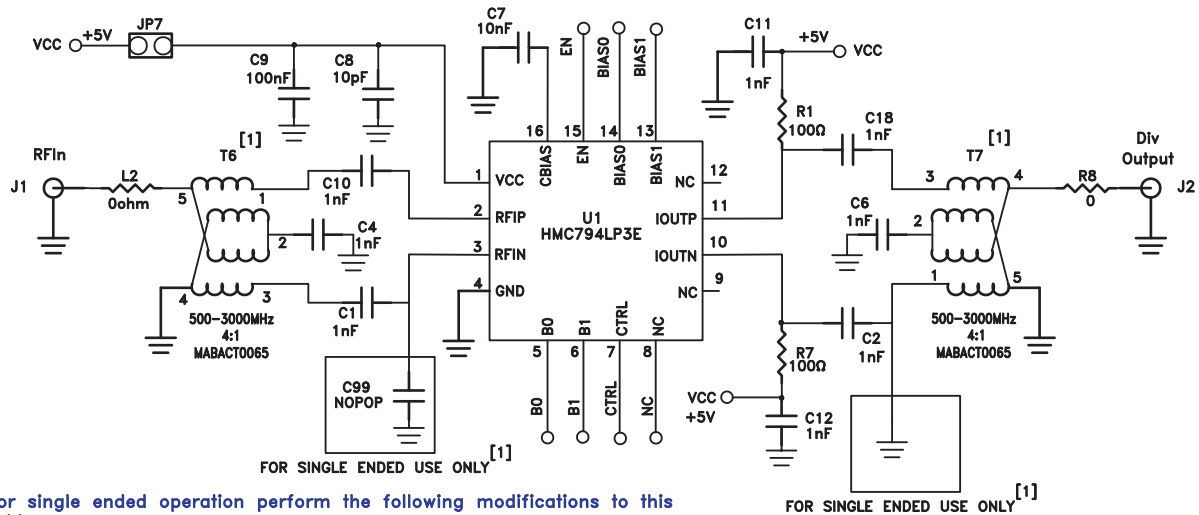 VCC
+5V
JP7
C9
100nF
C8
10pF
C7
10nF
EN
BIAS0
BIAS1
C11
1nF
+5V
VCC
R1
100Ω
C18
1nF
RFIn
J1
L2
0ohm
T6
[1]
5
1
2
4
3
500-3000MHz
4:1
MABACT0065
C10
1nF
C4
1nF
C1
1nF
16
15
14
13
CBIAS
EN
BIAS0
BIAS1
1
VCC
2
RFIP
3
RFIN
4
GND
U1
HMC794LP3E
NC
12
IOUTP
11
IOUTN
10
NC
9
B0
B1
CTRL
NC
5
6
7
8
B0
B1
CTRL
NC
C99
NOPOP
FOR SINGLE ENDED USE ONLY[1]
[1]
T7
3
4
2
1
5
500-3000MHz
4:1
MABACT0065
C6
1nF
C2
1nF
R7
100Ω
VCC
+5V
C12
1nF
R8
0
Div
Output
J2
FOR SINGLE ENDED USE ONLY[1]
or single ended operation perform the following modifications to this